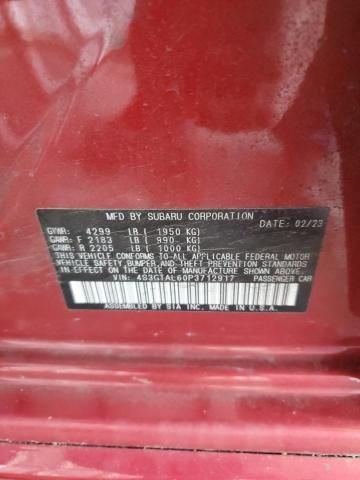 MFD BY SUBARU CORPORATION
DATE: 02/23
GVWR: 4299 LB ( 1950 KG)
GAWR: F 2183 LB ( 990 KG)
GAWR: R 2205 LB ( 1000 KG)
THIS VEHICLE CONFORMS TO ALL APPLICABLE FEDERAL MOTOR
VEHICLE SAFETY, BUMPER, AND THEFT PREVENTION STANDARDS
IN EFFECT ON THE DATE OF MANUFACTURE SHOWN ABOVE.
VIN: 4S3GTAL60P3712917 PASSENGER CAR
ASSEMBLED BY SIA INC. IN U.S.A.